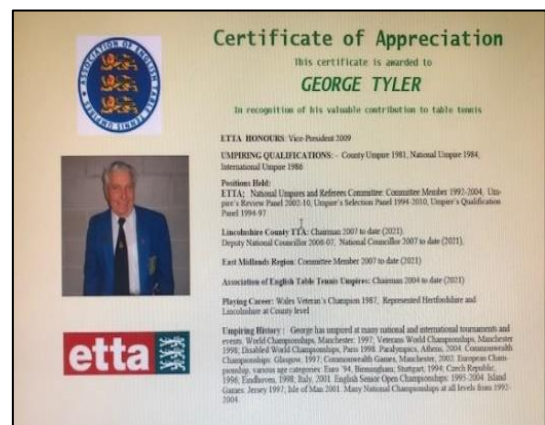 ASSOCIATION OF ENGLISH TABLE TENNIS UMPIRES
Certificate of Appreciation
This certificate is awarded to
GEORGE TYLER
In recognition of his valuable contribution to table tennis
ETTA HONOURS: Vice-President 2009
UMPIRING QUALIFICATIONS: - County Umpire 1981, National Umpire 1984,
International Umpire 1986
Positions Held:
ETTA: National Umpires and Referees Committee: Committee Member 1992-2004, Um-
pire's Review Panel 2002-10, Umpire's Selection Panel 1994-2010, Umpire's Qualification
Panel 1994-97
Lincolnshire County TTA: Chairman 2007 to date (2021).
Deputy National Councillor 2006-07, National Councillor 2007 to date (2021).
East Midlands Region: Committee Member 2007 to date (2021)
Association of English Table Tennis Umpires: Chairman 2004 to date (2021)
Playing Career: Wales Veteran's Champion 1987, Represented Hertfordshire and
Lincolnshire at County level
etta
Umpiring History : George has umpired at many national and international tournaments and
events. World Championships, Manchester: 1997; Veterans World Championships, Manchester
1998; Disabled World Championships, Paris 1998. Paralympics, Athens, 2004. Commonwealth
Championships: Glasgow, 1997; Commonwealth Games, Manchester, 2002. European Cham-
pionship, various age categories: Euro '94, Birmingham; Stuttgart, 1994; Czech Republic,
1996; Eindhoven, 1998; Italy, 2001. English Senior Open Championships: 1995-2004. Island
Games: Jersey 1997; Isle of Man 2001. Many National Championships at all levels from 1992-
2004.